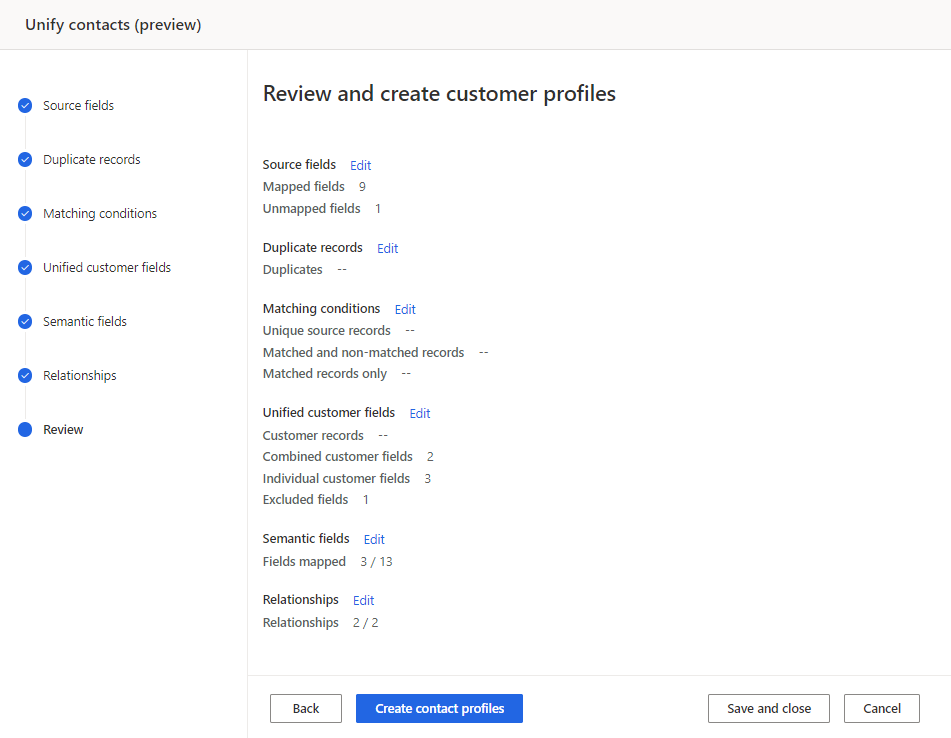 Unify contacts (preview)
Source fields
Duplicate records
Matching conditions
Unified customer fields
Semantic fields
Relationships
Review
Review and create customer profiles
Source fields Edit
Mapped fields 9
Unmapped fields 1
Duplicate records Edit
Duplicates --
Matching conditions Edit
Unique source records --
Matched and non-matched records --
Matched records only --
Unified customer fields Edit
Customer records --
Combined customer fields 2
Individual customer fields 3
Excluded fields 1
Semantic fields Edit
Fields mapped 3 / 13
Relationships Edit
Relationships 2 / 2
Back Create contact profiles Save and close Cancel